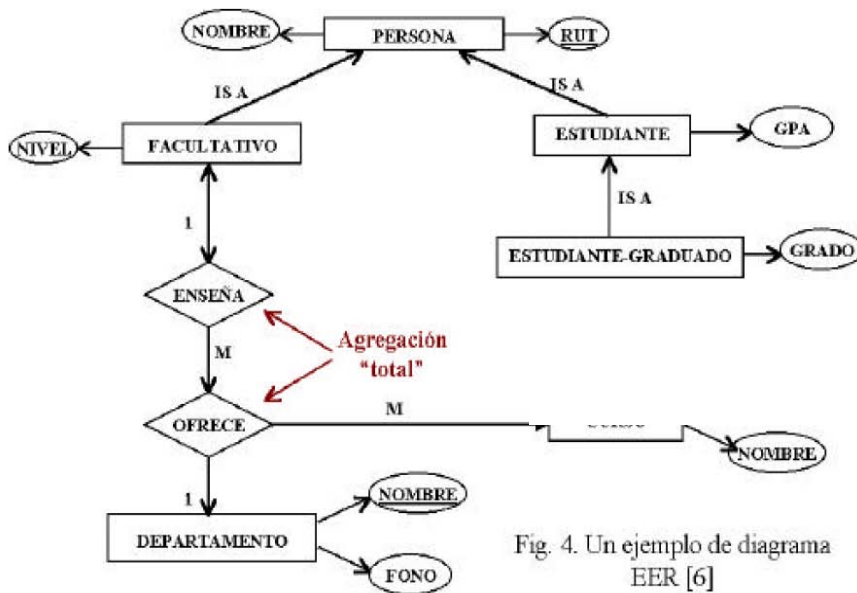 NOMBRE
PERSONA
RUT
IS A
IS A
NIVEL
FACULTATIVO
ESTUDIANTE
GPA
1
IS A
ESTUDIANTE-GRADUADO
GRADO
ENSEÑA
M
Agregación
“total”
OFRECE
M
NOMBRE
1
NOMBRE
DEPARTAMENTO
FONO
Fig. 4. Un ejemplo de diagrama
EER [6]